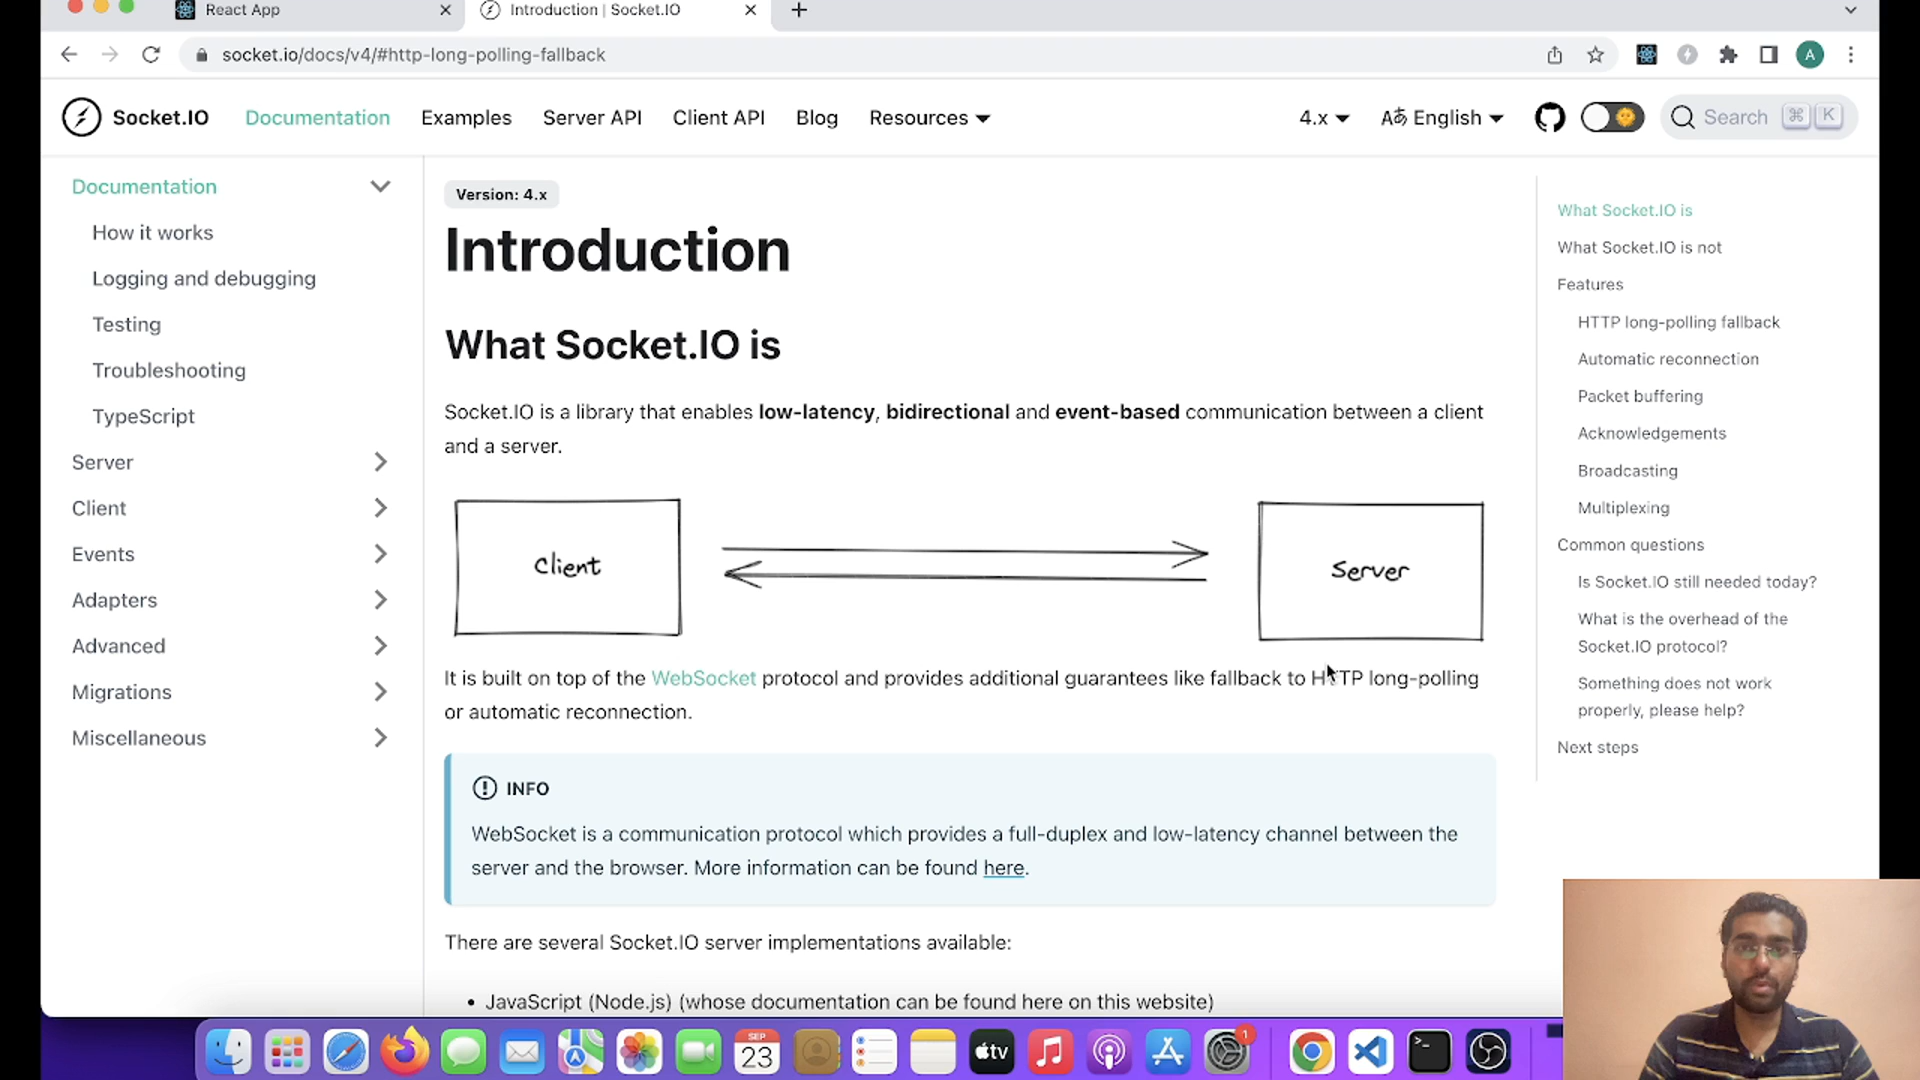 React App
Introduction | Socket.IO
socket.io/docs/v4/#http-long-polling-fallback
A
Socket.IO
Documentation
Examples
Server API
Client API
Blog
Resources
4.x
English
Search
⌘ K
Documentation
How it works
Logging and debugging
Testing
Troubleshooting
TypeScript
Server
Client
Events
Adapters
Advanced
Migrations
Miscellaneous
Version: 4.x
Introduction
What Socket.IO is
Socket.IO is a library that enables low-latency, bidirectional and event-based communication between a client
and a server.
Client
Server
It is built on top of the WebSocket protocol and provides additional guarantees like fallback to HTTP long-polling
or automatic reconnection.
INFO
WebSocket is a communication protocol which provides a full-duplex and low-latency channel between the
server and the browser. More information can be found here.
There are several Socket.IO server implementations available:
• JavaScript (Node.js) (whose documentation can be found here on this website)
What Socket.IO is
What Socket.IO is not
Features
HTTP long-polling fallback
Automatic reconnection
Packet buffering
Acknowledgements
Broadcasting
Multiplexing
Common questions
Is Socket.IO still needed today?
What is the overhead of the
Socket.IO protocol?
Something does not work
properly, please help?
Next steps
SEP
23
tv
1